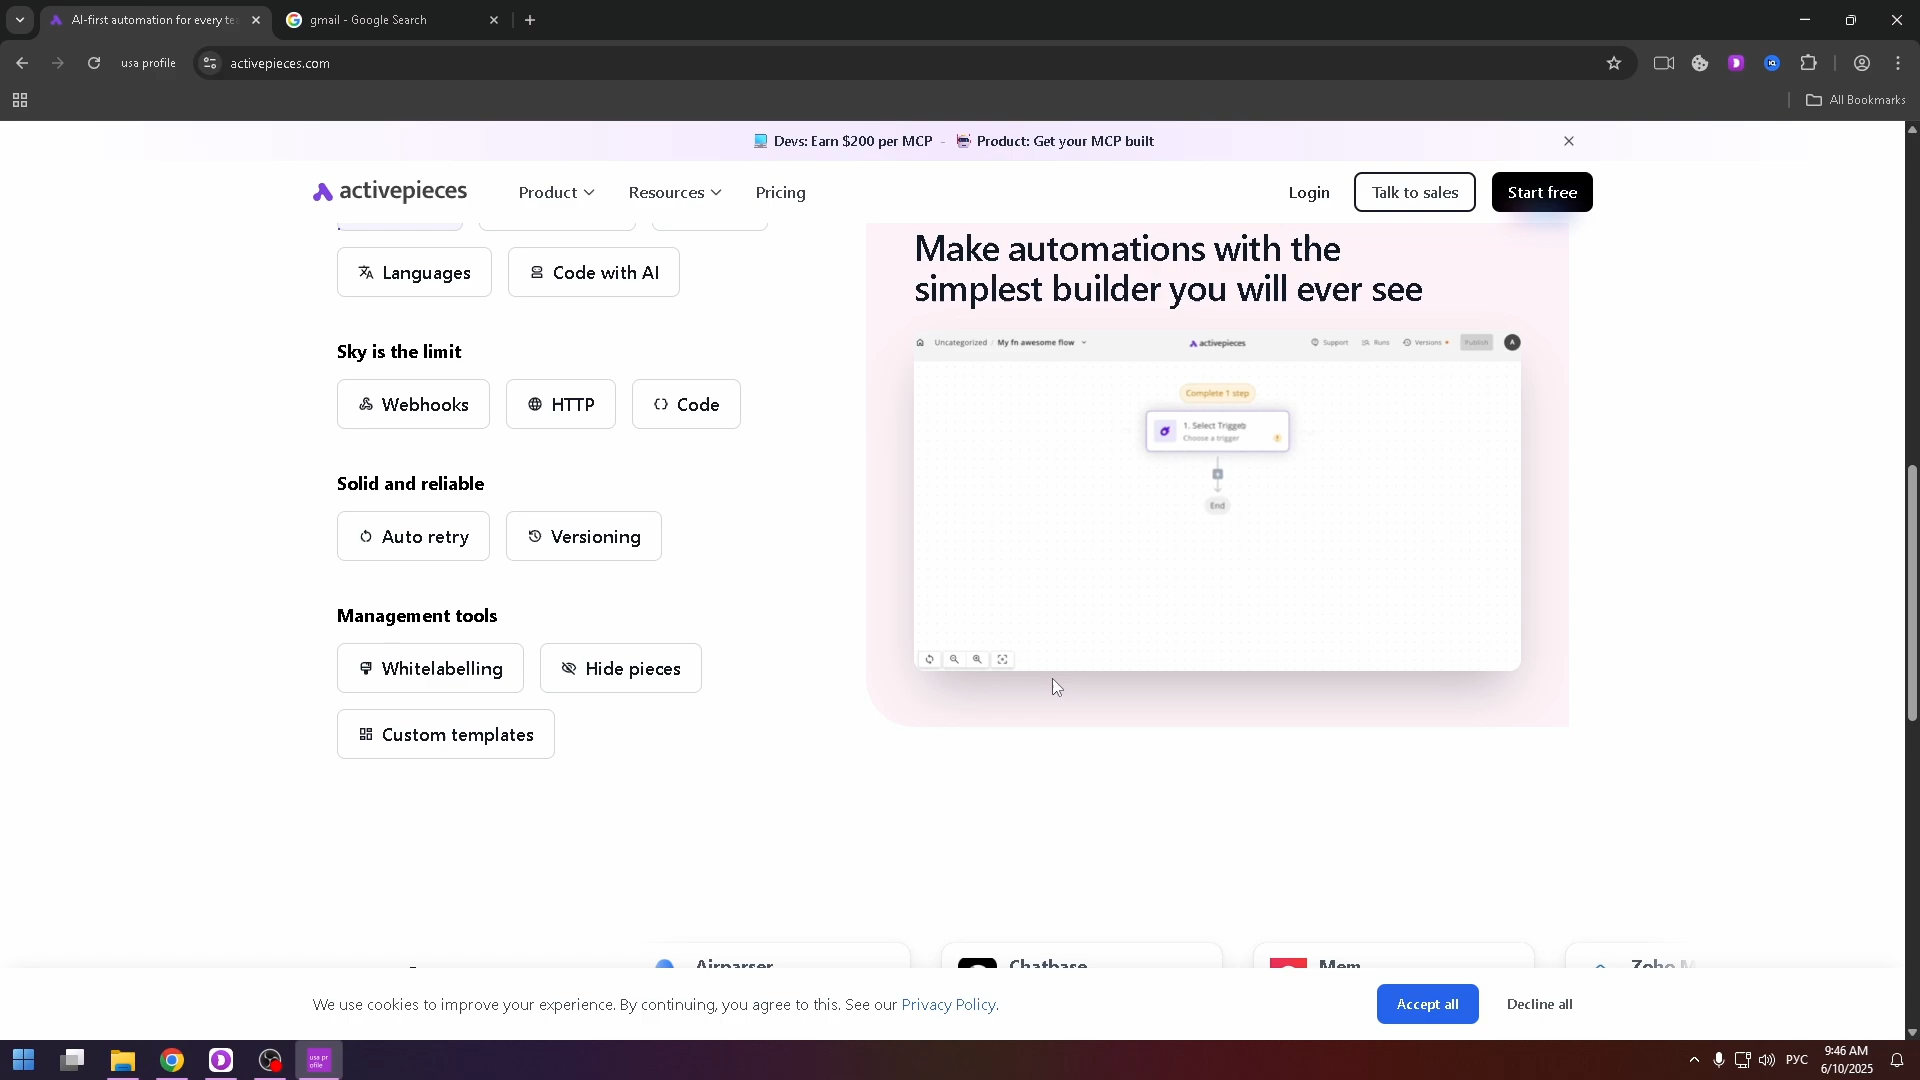 AI-first automation for every tea
gmail - Google Search
usa profile
activepieces.com
All Bookmarks
Devs: Earn $200 per MCP - Product: Get your MCP built
activepieces
Product
Resources
Pricing
Login
Talk to sales
Start free
Languages
Code with AI
Sky is the limit
Webhooks
HTTP
Code
Solid and reliable
Auto retry
Versioning
Management tools
Whitelabelling
Hide pieces
Custom templates
Make automations with the
simplest builder you will ever see
Uncategorized / My fn awesome flow
activepieces
Support
Runs
Versions
Publish
A
Complete 1 step
1. Select Trigger
Choose a trigger
End
Airparser
Chatbase
Mem
Zoho M
We use cookies to improve your experience. By continuing, you agree to this. See our Privacy Policy.
Accept all
Decline all
usa pr
ofile
РУС
9:46 AM
6/10/2025